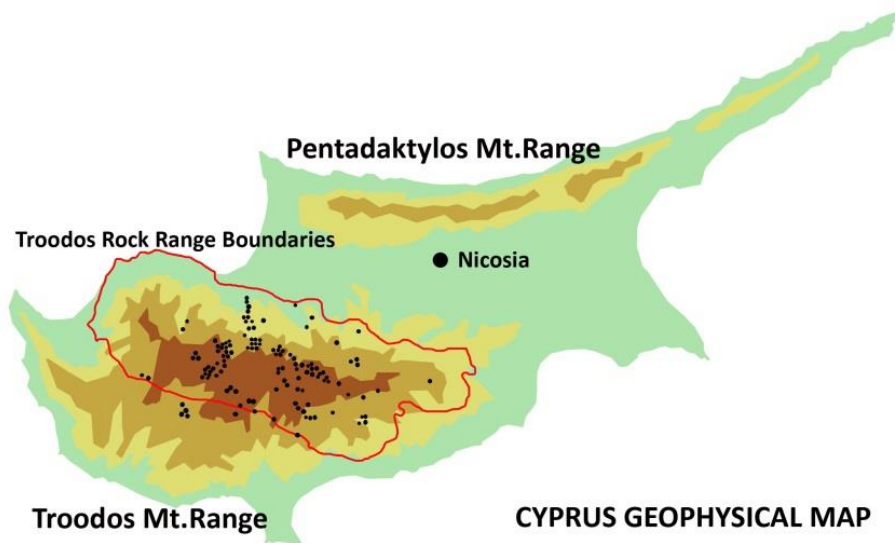 Pentadaktylos Mt.Range
Troodos Rock Range Boundaries
Nicosia
Troodos Mt.Range
CYPRUS GEOPHYSICAL MAP